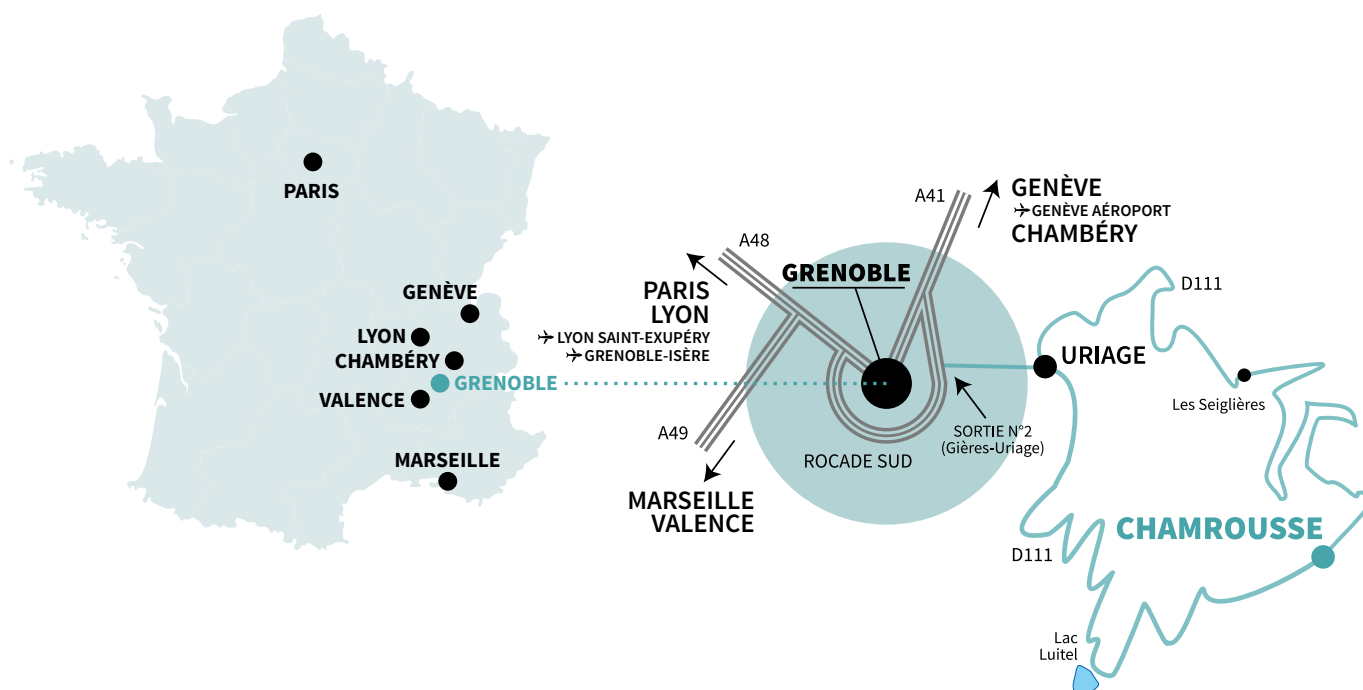 PARIS
GENÈVE
LYON
CHAMBÉRY
GRENOBLE
VALENCE
MARSEILLE
A41
GENÈVE
GENÈVE AÉROPORT
CHAMBÉRY
A48
GRENOBLE
PARIS
LYON
LYON SAINT-EXUPÉRY
GRENOBLE-ISÈRE
A49
MARSEILLE
VALENCE
ROCADE SUD
SORTIE N°2
(Gières-Uriage)
URIAGE
D111
Les Seiglières
CHAMROUSSE
D111
Lac
Luitel